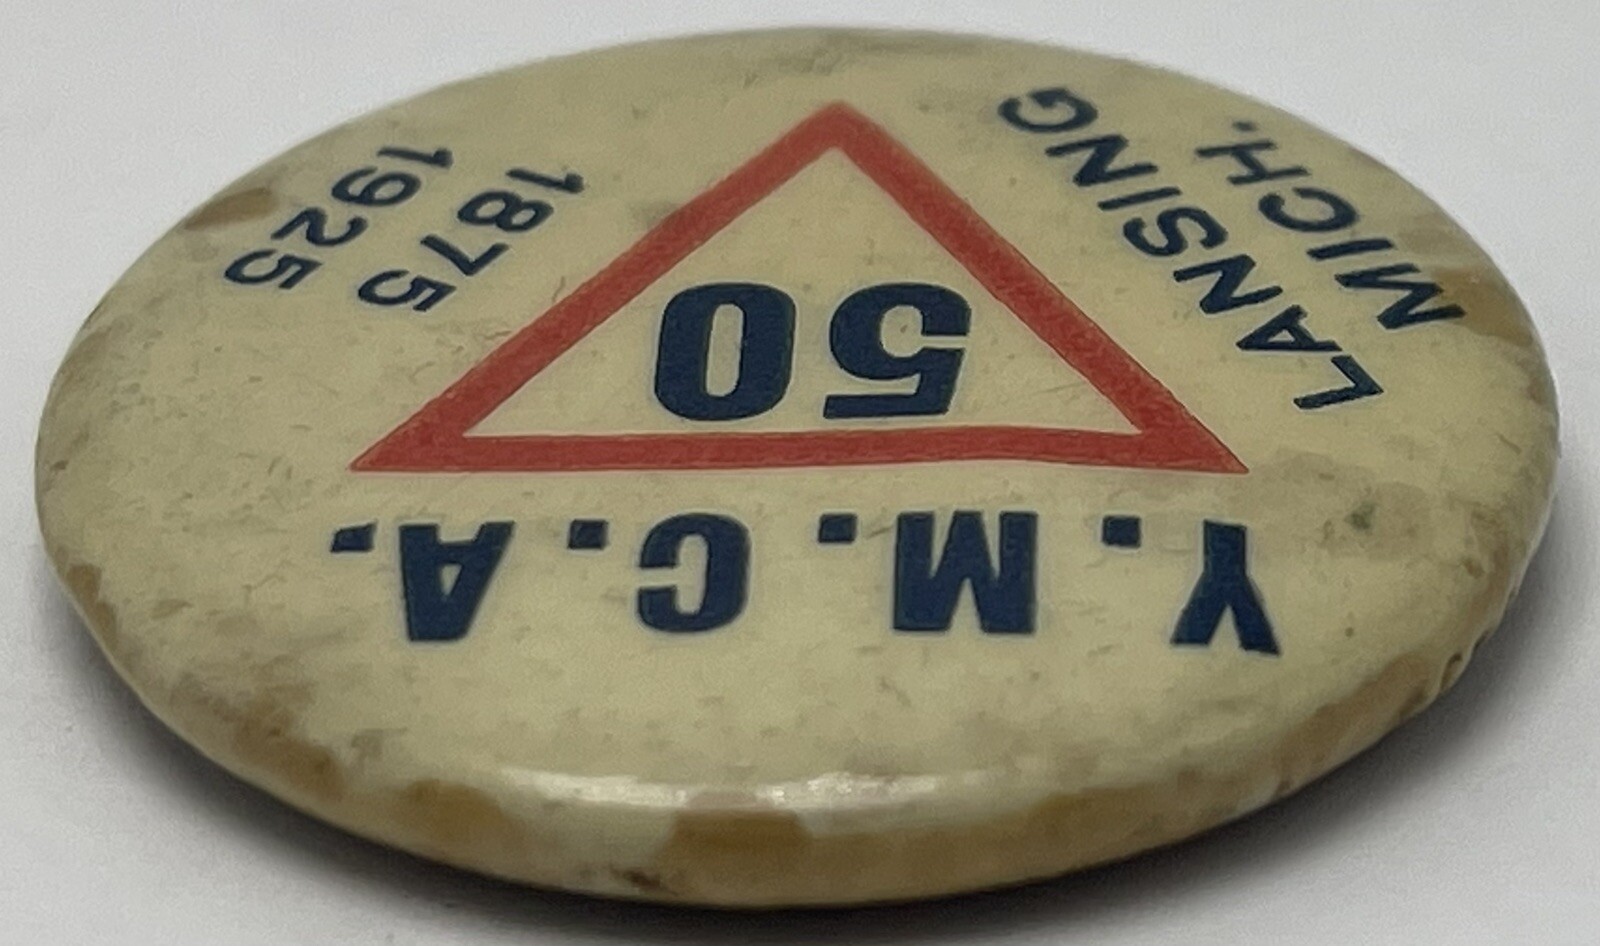 Y.M.C.A.
50
LANSING
MICH.
1875
1925